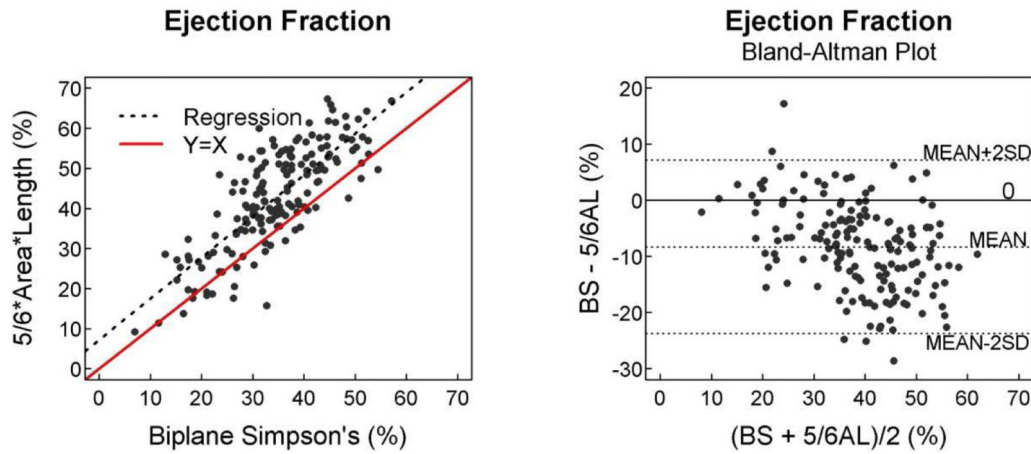 Ejection Fraction
5/6*Area*Length (%)
70
60
50
40
30
20
10
0
Regression
Y=X
0 10 20 30 40 50 60 70
Biplane Simpson's (%)
Ejection Fraction
Bland-Altman Plot
BS - 5/6AL (%)
20
10
0
-10
-20
-30
MEAN+2SD
0
MEAN
MEAN-2SD
0 10 20 30 40 50 60 70
(BS + 5/6AL)/2 (%)